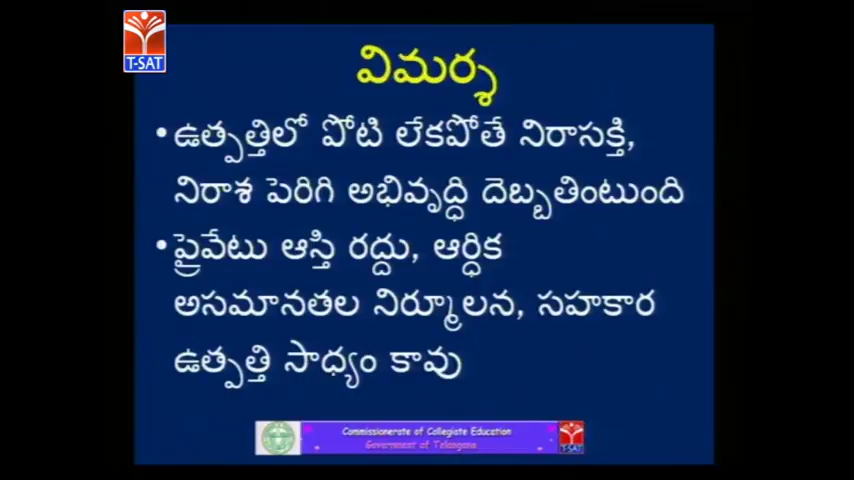 T-SAT
విమర్శ
• ఉత్పత్తిలో పోటి లేకపోతే నిరాసక్తి,
నిరాశ పెరిగి అభివృద్ధి దెబ్బతింటుంది
• ప్రైవేటు ఆస్తి రద్దు, ఆర్ధిక
అసమానతల నిర్మూలన, సహకార
ఉత్పత్తి సాధ్యం కావు
Commissionerate of Collegiate Education
Government of Telangana
T-SAT